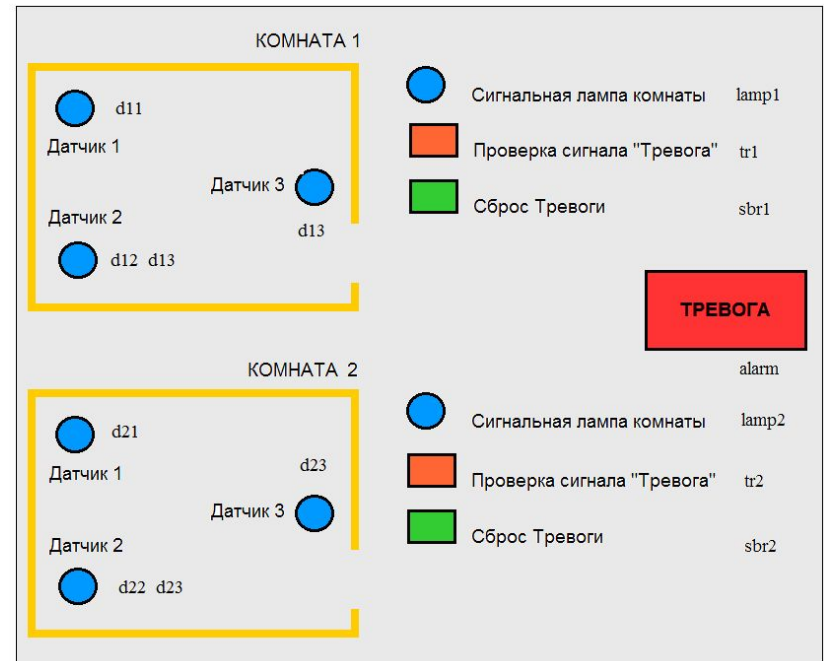 КОМНАТА 1
d11
Датчик 1
Датчик 3
d13
Датчик 2
d12 d13
Сигнальная лампа комнаты lamp1
Проверка сигнала "Тревога" tr1
Сброс Тревоги sbr1
ТРЕВОГА
alarm
КОМНАТА 2
d21
Датчик 1
d23
Датчик 3
Датчик 2
d22 d23
Сигнальная лампа комнаты lamp2
Проверка сигнала "Тревога" tr2
Сброс Тревоги sbr2